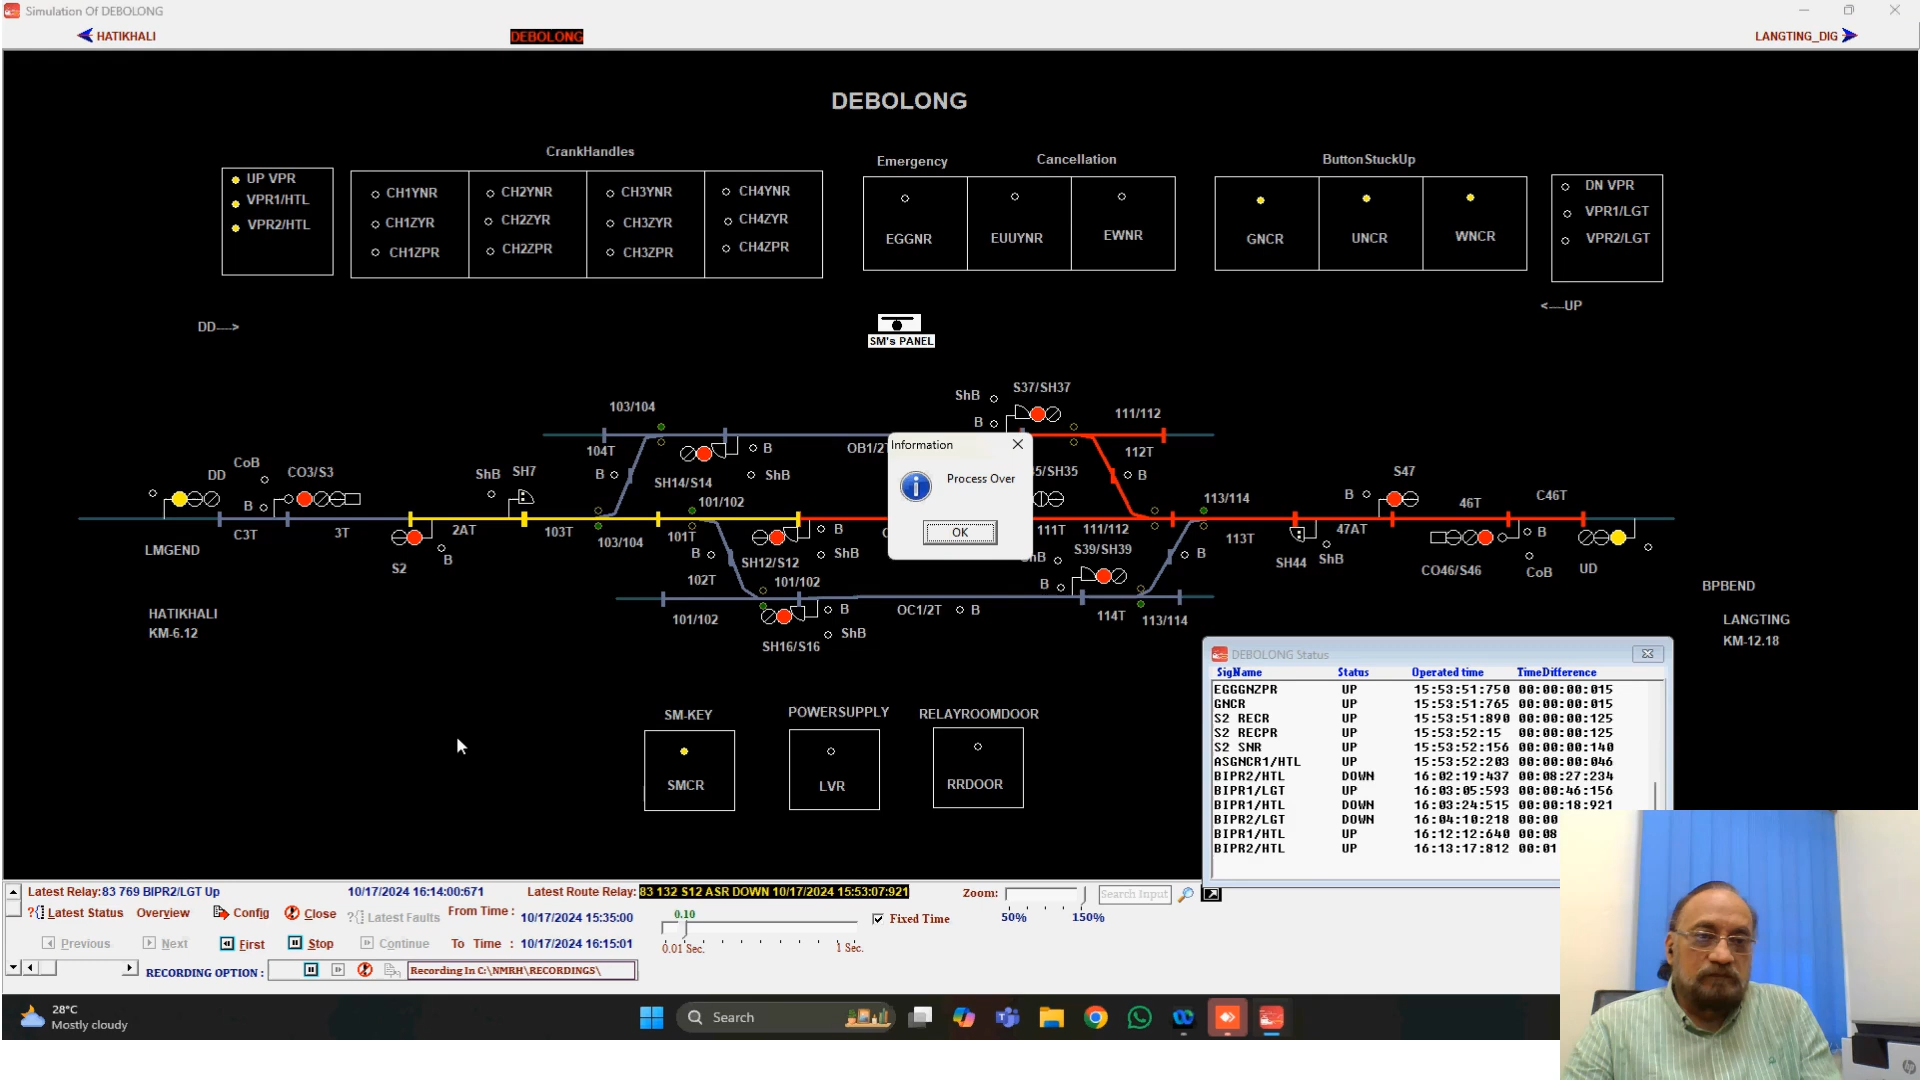 Simulation Of DEBOLONG
HATIKHALI
DEBOLONG
LANGTING_DIG
DEBOLONG
CrankHandles
Emergency
Cancellation
ButtonStuckUp
UP VPR
VPR1/HTL
VPR2/HTL
CH1YNR
CH1ZYR
CH1ZPR
CH2YNR
CH2ZYR
CH2ZPR
CH3YNR
CH3ZYR
CH3ZPR
CH4YNR
CH4ZYR
CH4ZPR
EGGNR
EUUYNR
EWNR
GNCR
UNCR
WNCR
DN VPR
VPR1/LGT
VPR2/LGT
DD---->
<----UP
SM's PANEL
103/104
ShB
S37/SH37
B
111/112
104T
B
SH14/S14
B
ShB
OB1/2T
112T
B
DD
CoB
CO3/S3
B
ShB
SH7
101/102
S47
B
46T
C46T
113/114
LMGEND
C3T
3T
S2
B
2AT
103T
103/104
101T
B
SH12/S12
B
ShB
111T
111/112
113T
SH44
ShB
47AT
CO46/S46
B
CoB
UD
BPBEND
102T
101/102
S39/SH39
B
B
HATIKHALI
KM-6.12
101/102
SH16/S16
B
ShB
OC1/2T
B
114T
113/114
LANGTING
KM-12.18
Information
Process Over
OK
SM-KEY
SMCR
POWERSUPPLY
LVR
RELAYROOMDOOR
RRDOOR
DEBOLONG Status
SigName Status Operated time TimeDifference
EGGGNZPR UP 15:53:51:750 00:00:00:015
GNCR UP 15:53:51:765 00:00:00:015
S2 RECR UP 15:53:51:890 00:00:00:125
S2 RECPR UP 15:53:52:15 00:00:00:125
S2 SNR UP 15:53:52:156 00:00:00:140
ASGNCR1/HTL UP 15:53:52:203 00:00:00:046
BIPR2/HTL DOWN 16:02:19:437 00:08:27:234
BIPR1/LGT UP 16:03:05:593 00:00:46:156
BIPR1/HTL DOWN 16:03:24:515 00:00:18:921
BIPR2/LGT DOWN 16:04:10:218 00:00
BIPR1/HTL UP 16:12:12:640 00:08
BIPR2/HTL UP 16:13:17:812 00:01
Latest Relay:83 769 BIPR2/LGT Up 10/17/2024 16:14:00:671 Latest Route Relay: 83 132 S12 ASR DOWN 10/17/2024 15:53:07:921 Zoom: Search Input
50% 150%
Latest Status Overview Config Close Latest Faults From Time : 10/17/2024 15:35:00 0.10 Fixed Time
Previous Next First Stop Continue To Time : 10/17/2024 16:15:01 0.01 Sec. 1 Sec.
RECORDING OPTION : Recording In C:\NMRH\RECORDINGS\
28°C
Mostly cloudy
Search